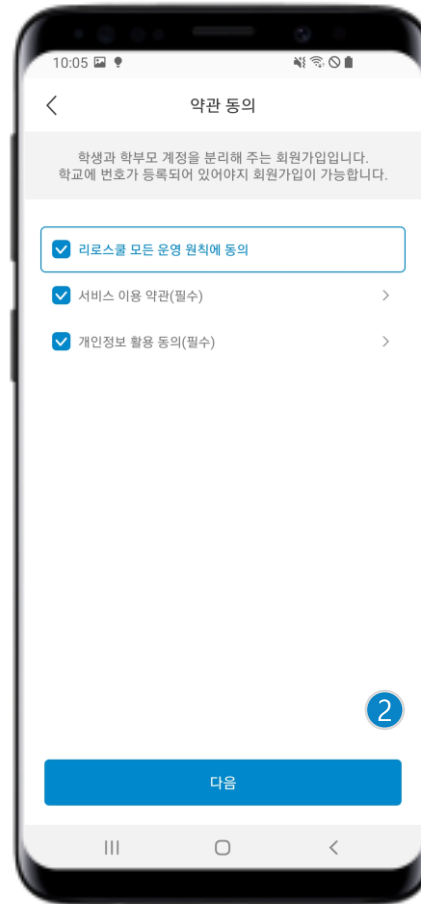 10:05
약관 동의
학생과 학부모 계정을 분리해 주는 회원가입입니다.
학교에 번호가 등록되어 있어야지 회원가입이 가능합니다.
리로스쿨 모든 운영 원칙에 동의
서비스 이용 약관(필수)
개인정보 활용 동의(필수)
2
다음